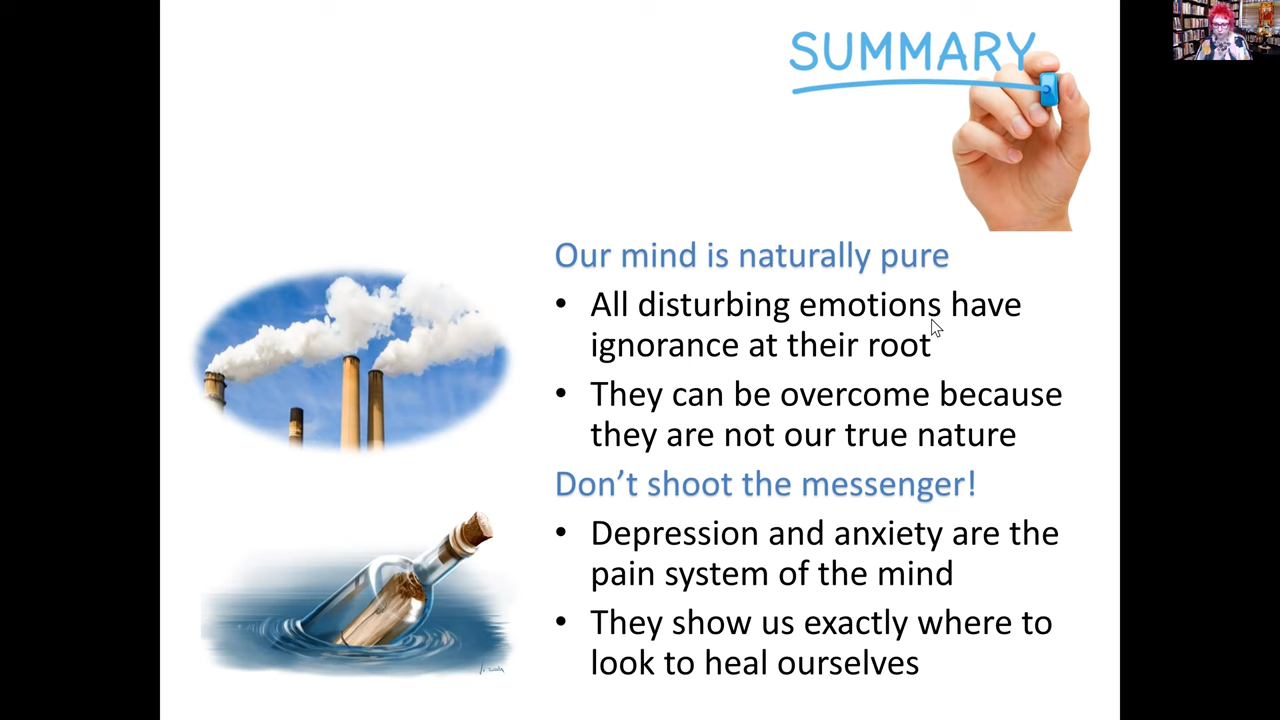 SUMMARY
Our mind is naturally pure
• All disturbing emotions have
ignorance at their root
• They can be overcome because
they are not our true nature
Don’t shoot the messenger!
• Depression and anxiety are the
pain system of the mind
• They show us exactly where to
look to heal ourselves